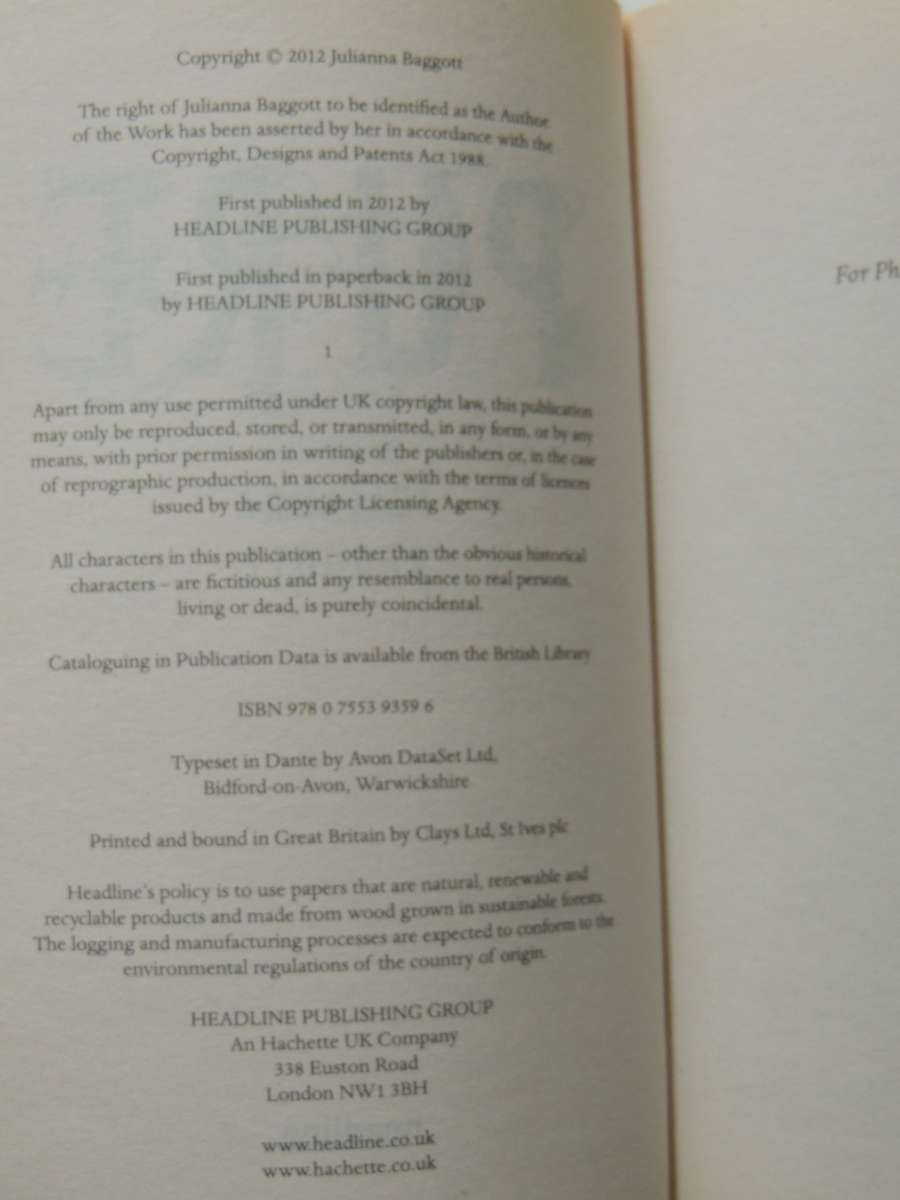 Copyright © 2012 Julianna Baggott
The right of Julianna Baggott to be identified as the Author
of the Work has been asserted by her in accordance with the
Copyright, Designs and Patents Act 1988.
First published in 2012 by
HEADLINE PUBLISHING GROUP
First published in paperback in 2012
by HEADLINE PUBLISHING GROUP
1
Apart from any use permitted under UK copyright law, this publication
may only be reproduced, stored, or transmitted, in any form, or by any
means, with prior permission in writing of the publishers or, in the case
of reprographic production, in accordance with the terms of licences
issued by the Copyright Licensing Agency.
All characters in this publication – other than the obvious historical
characters – are fictitious and any resemblance to real persons,
living or dead, is purely coincidental.
Cataloguing in Publication Data is available from the British Library
ISBN 978 0 7553 9359 6
Typeset in Dante by Avon DataSet Ltd,
Bidford-on-Avon, Warwickshire
Printed and bound in Great Britain by Clays Ltd, St Ives plc
Headline's policy is to use papers that are natural, renewable and
recyclable products and made from wood grown in sustainable forests.
The logging and manufacturing processes are expected to conform to the
environmental regulations of the country of origin.
HEADLINE PUBLISHING GROUP
An Hachette UK Company
338 Euston Road
London NW1 3BH
www.headline.co.uk
www.hachette.co.uk
For Ph